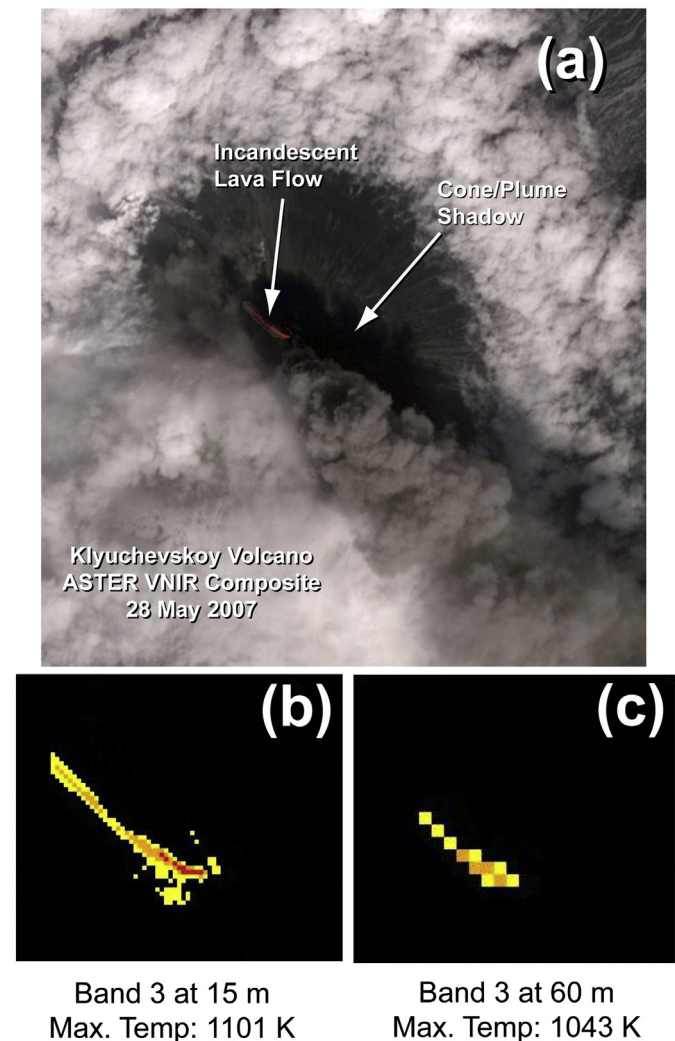 (a)
Incandescent
Lava Flow
Cone/Plume
Shadow
Klyuchevskoy Volcano
ASTER VNIR Composite
28 May 2007
(b)
(c)
Band 3 at 15 m
Max. Temp: 1101 K
Band 3 at 60 m
Max. Temp: 1043 K